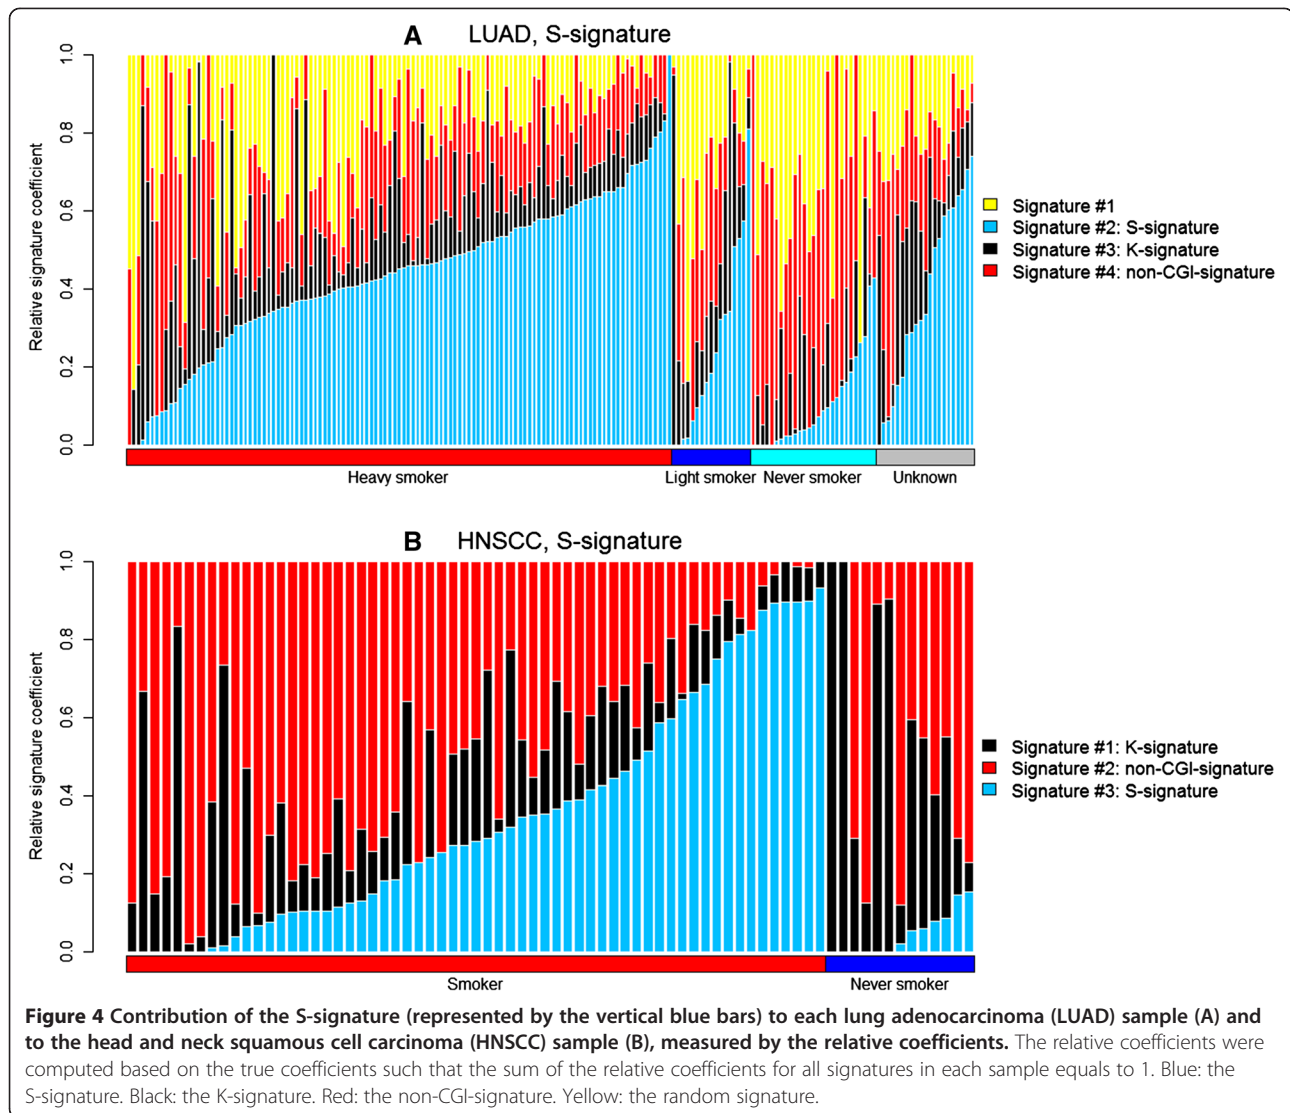 A LUAD, S-signature
Relative signature coefficient
1.0
0.8
0.6
0.4
0.2
0.0
Signature #1
Signature #2: S-signature
Signature #3: K-signature
Signature #4: non-CGI-signature
Heavy smoker Light smoker Never smoker Unknown
B HNSCC, S-signature
Relative signature coefficient
1.0
0.8
0.6
0.4
0.2
0.0
Signature #1: K-signature
Signature #2: non-CGI-signature
Signature #3: S-signature
Smoker Never smoker
Figure 4 Contribution of the S-signature (represented by the vertical blue bars) to each lung adenocarcinoma (LUAD) sample (A) and
to the head and neck squamous cell carcinoma (HNSCC) sample (B), measured by the relative coefficients. The relative coefficients were
computed based on the true coefficients such that the sum of the relative coefficients for all signatures in each sample equals to 1. Blue: the
S-signature. Black: the K-signature. Red: the non-CGI-signature. Yellow: the random signature.